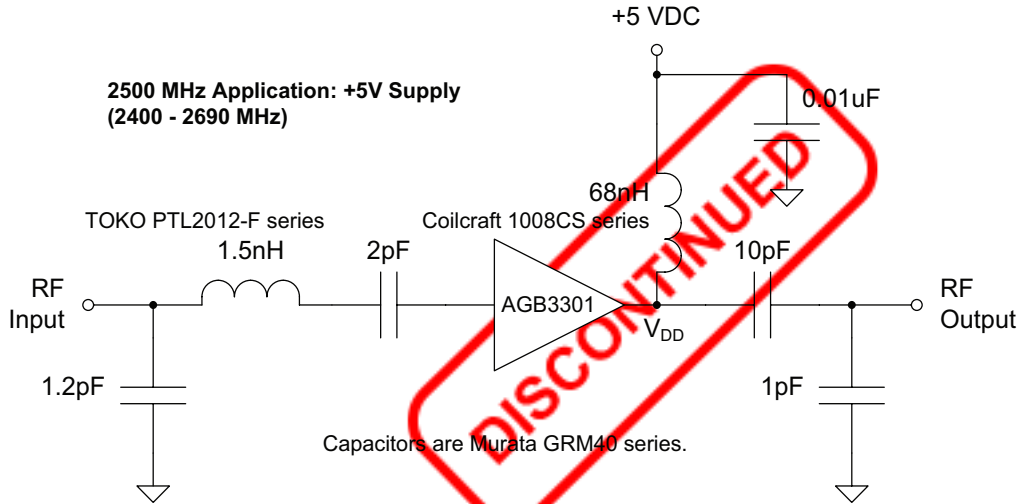 +5 VDC
2500 MHz Application: +5V Supply
(2400 - 2690 MHz)
0.01uF
68nH
TOKO PTL2012-F series
Coilcraft 1008CS series
1.5nH
2pF
10pF
RF
Input
AGB3301
V_DD
RF
Output
1.2pF
1pF
Capacitors are Murata GRM40 series.
DISCONTINUED